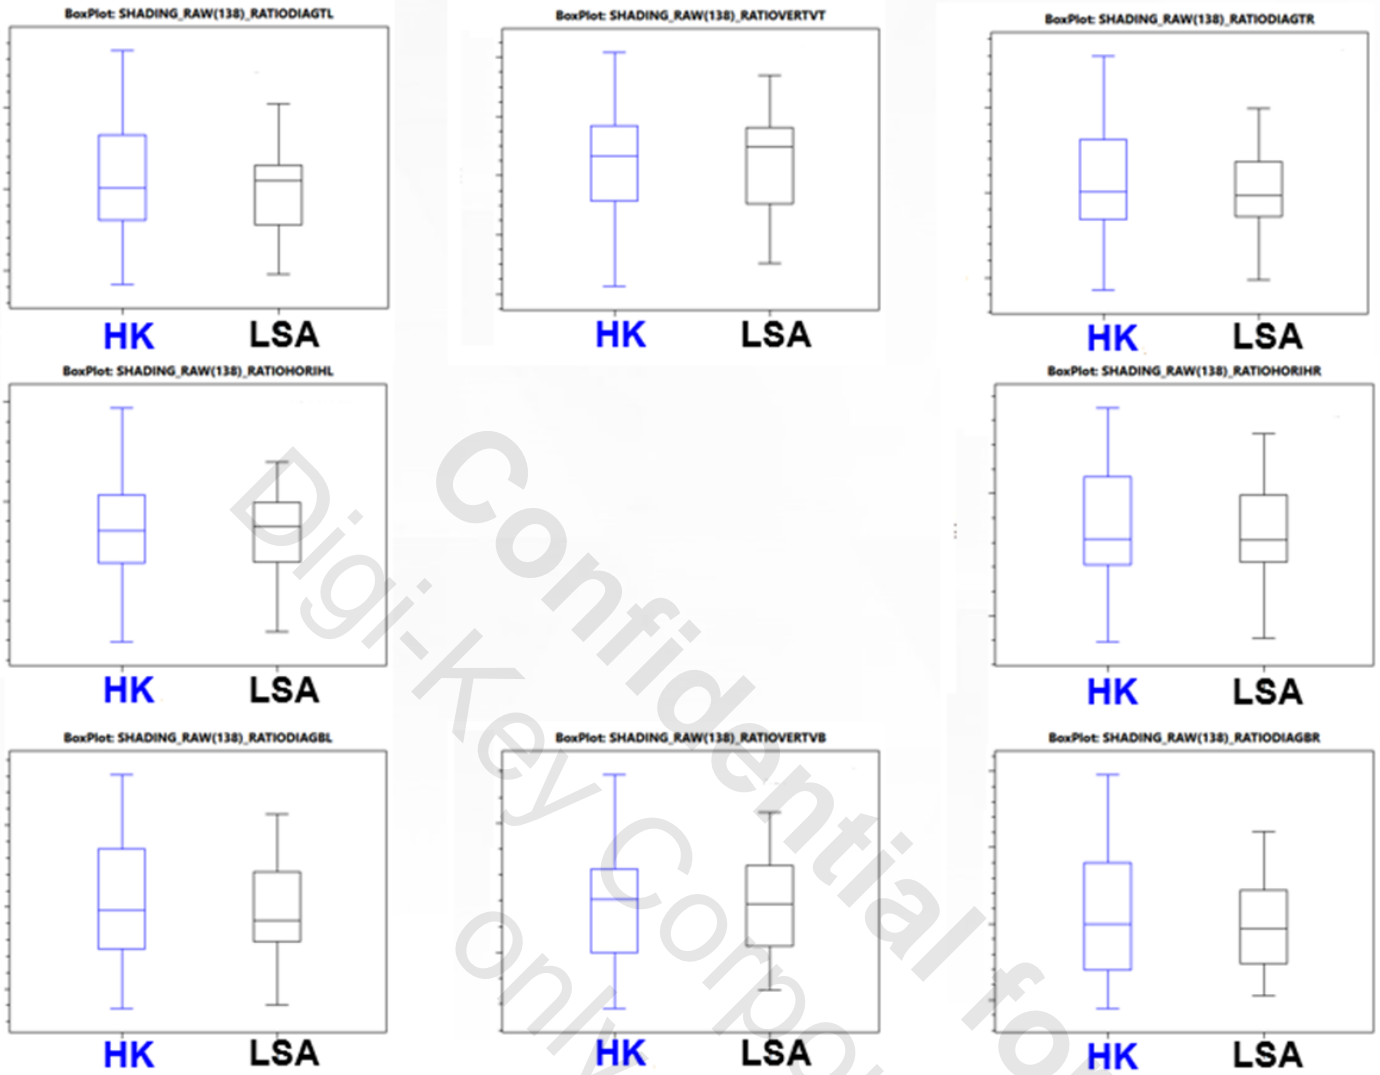 BoxPlot: SHADING_RAW(138)_RATIODIAGTL
BoxPlot: SHADING_RAW(138)_RATIOVERTVT
BoxPlot: SHADING_RAW(138)_RATIODIAGTR
HK LSA
HK LSA
HK LSA
BoxPlot: SHADING_RAW(138)_RATIOHORIHL
BoxPlot: SHADING_RAW(138)_RATIOHORIHR
HK LSA
HK LSA
BoxPlot: SHADING_RAW(138)_RATIODIAGBL
BoxPlot: SHADING_RAW(138)_RATIOVERTVB
BoxPlot: SHADING_RAW(138)_RATIODIAGBR
HK LSA
HK LSA
HK LSA
Confidential for
Digi-Key Corpo
only